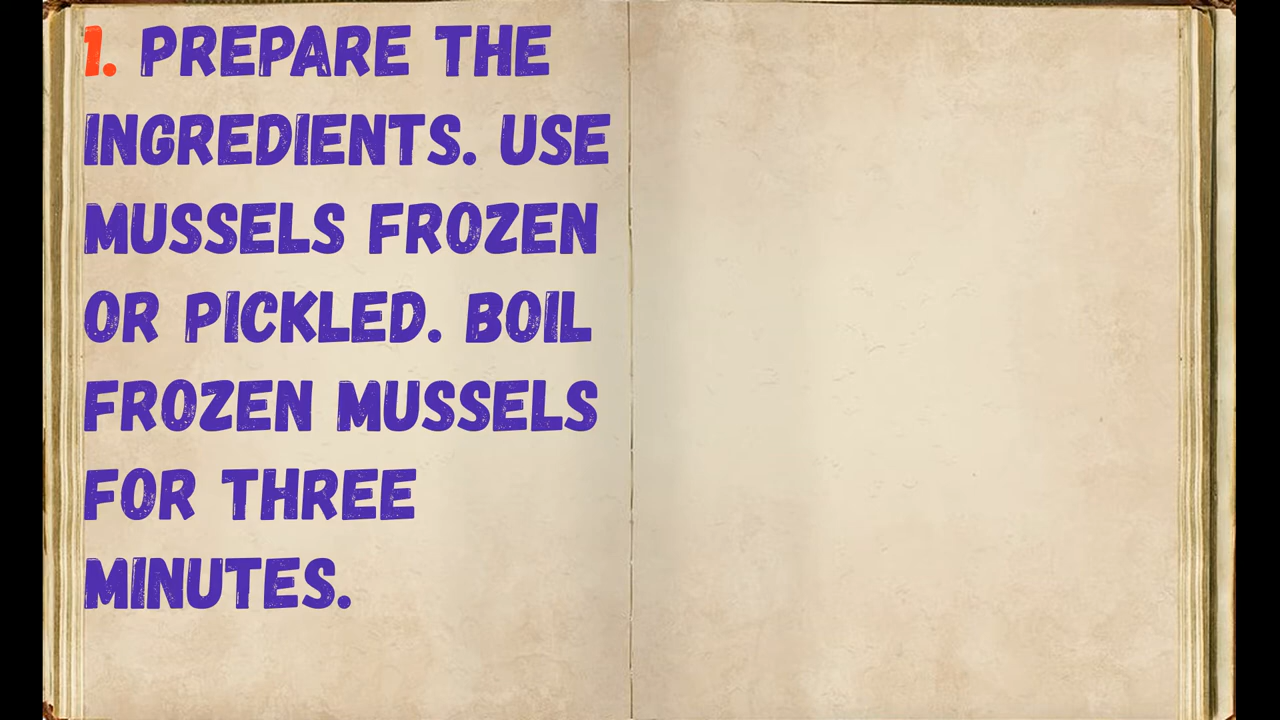 1. PREPARE THE
INGREDIENTS. USE
MUSSELS FROZEN
OR PICKLED. BOIL
FROZEN MUSSELS
FOR THREE
MINUTES.